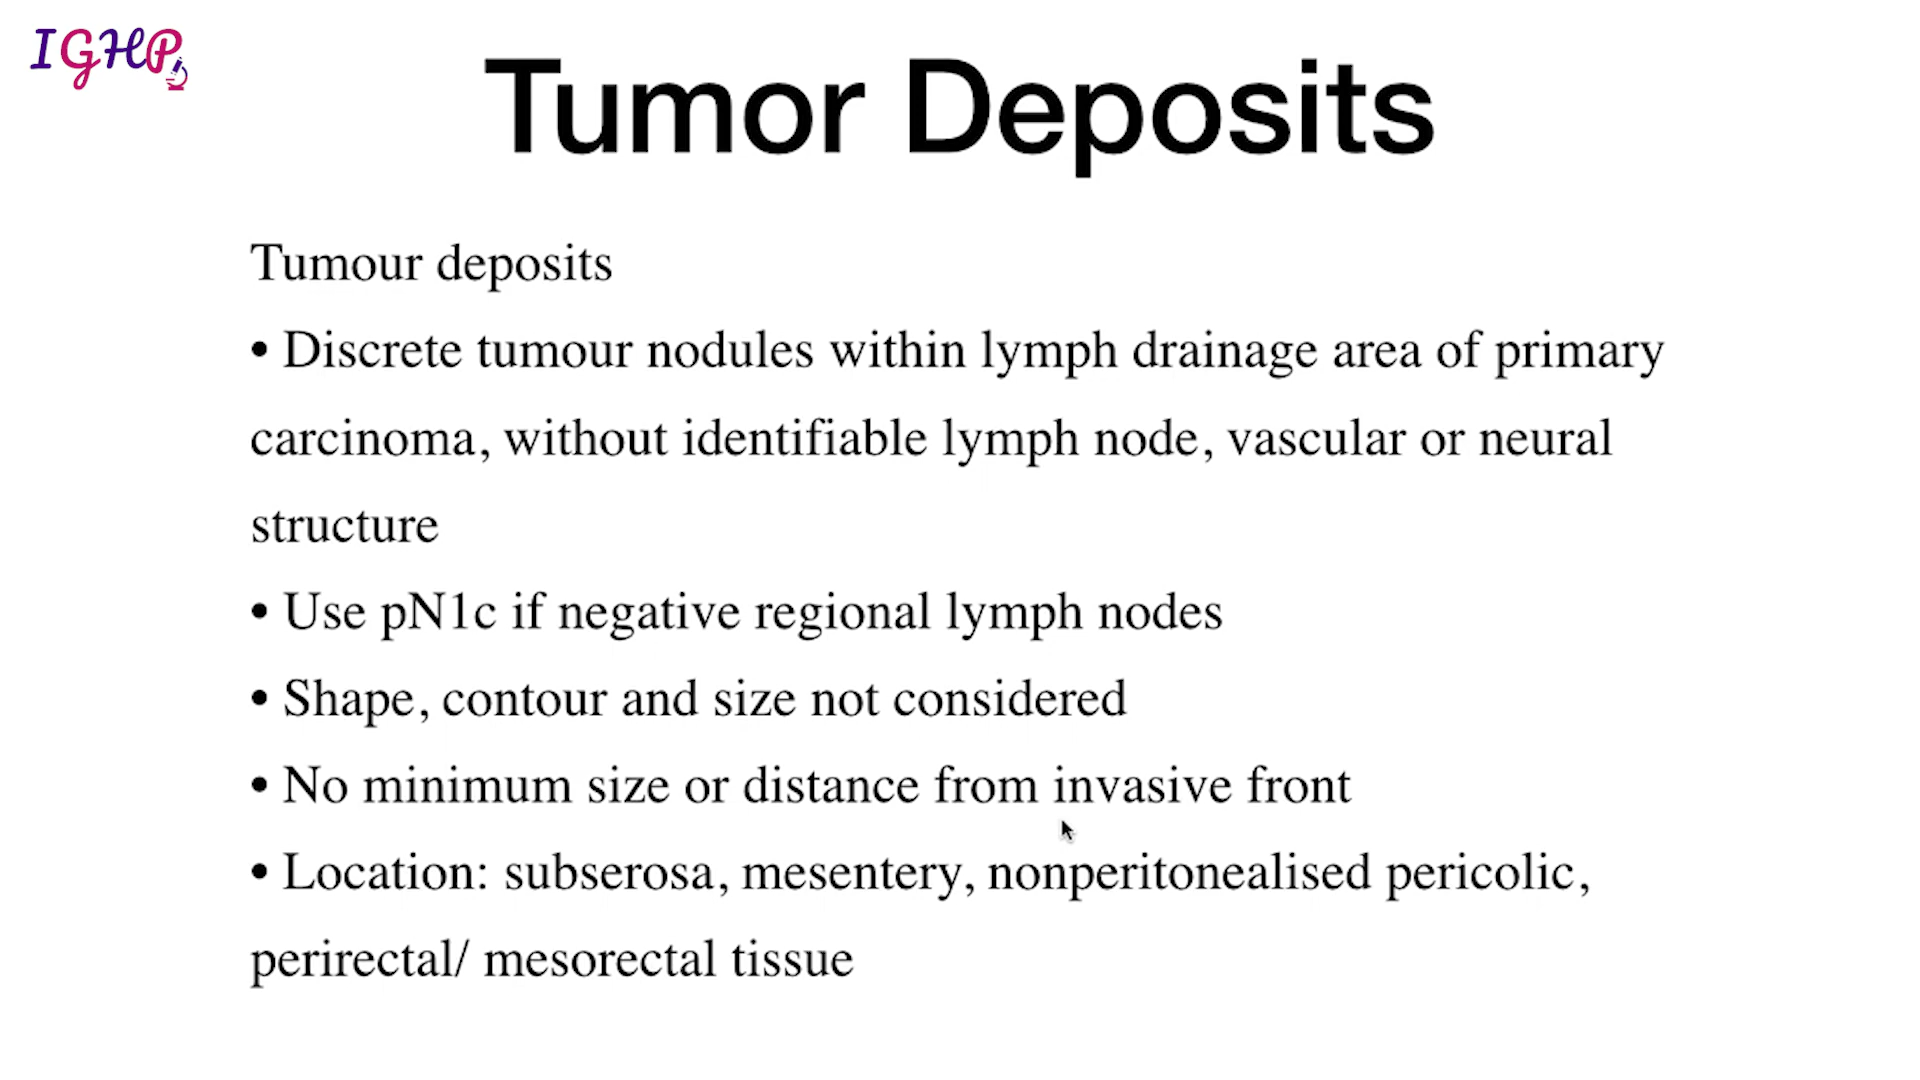 IGHP
Tumor Deposits
Tumour deposits
• Discrete tumour nodules within lymph drainage area of primary
carcinoma, without identifiable lymph node, vascular or neural
structure
• Use pN1c if negative regional lymph nodes
• Shape, contour and size not considered
• No minimum size or distance from invasive front
• Location: subserosa, mesentery, nonperitonealised pericolic,
perirectal/ mesorectal tissue